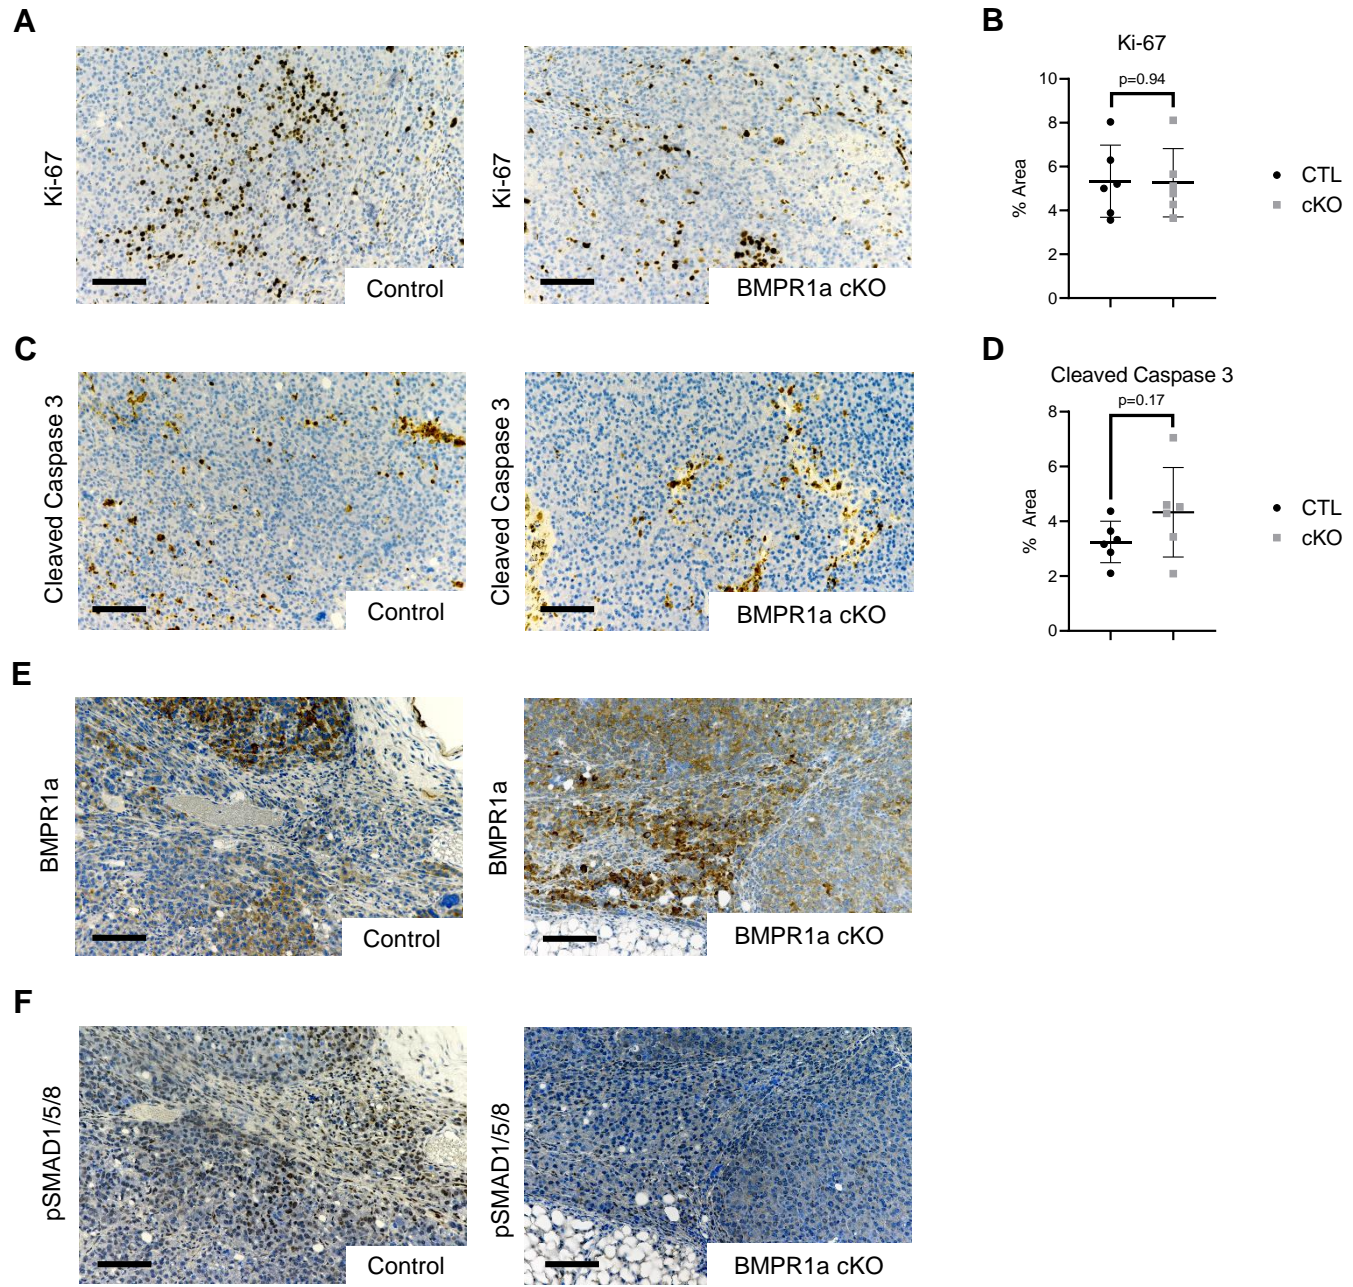 A
Ki-67
Control
Ki-67
BMPR1a cKO
B
Ki-67
p=0.94
% Area
10
8
6
4
2
0
CTL
cKO
C
Cleaved Caspase 3
Control
Cleaved Caspase 3
BMPR1a cKO
D
Cleaved Caspase 3
p=0.17
% Area
8
6
4
2
0
CTL
cKO
E
BMPR1a
Control
BMPR1a
BMPR1a cKO
F
pSMAD1/5/8
Control
pSMAD1/5/8
BMPR1a cKO